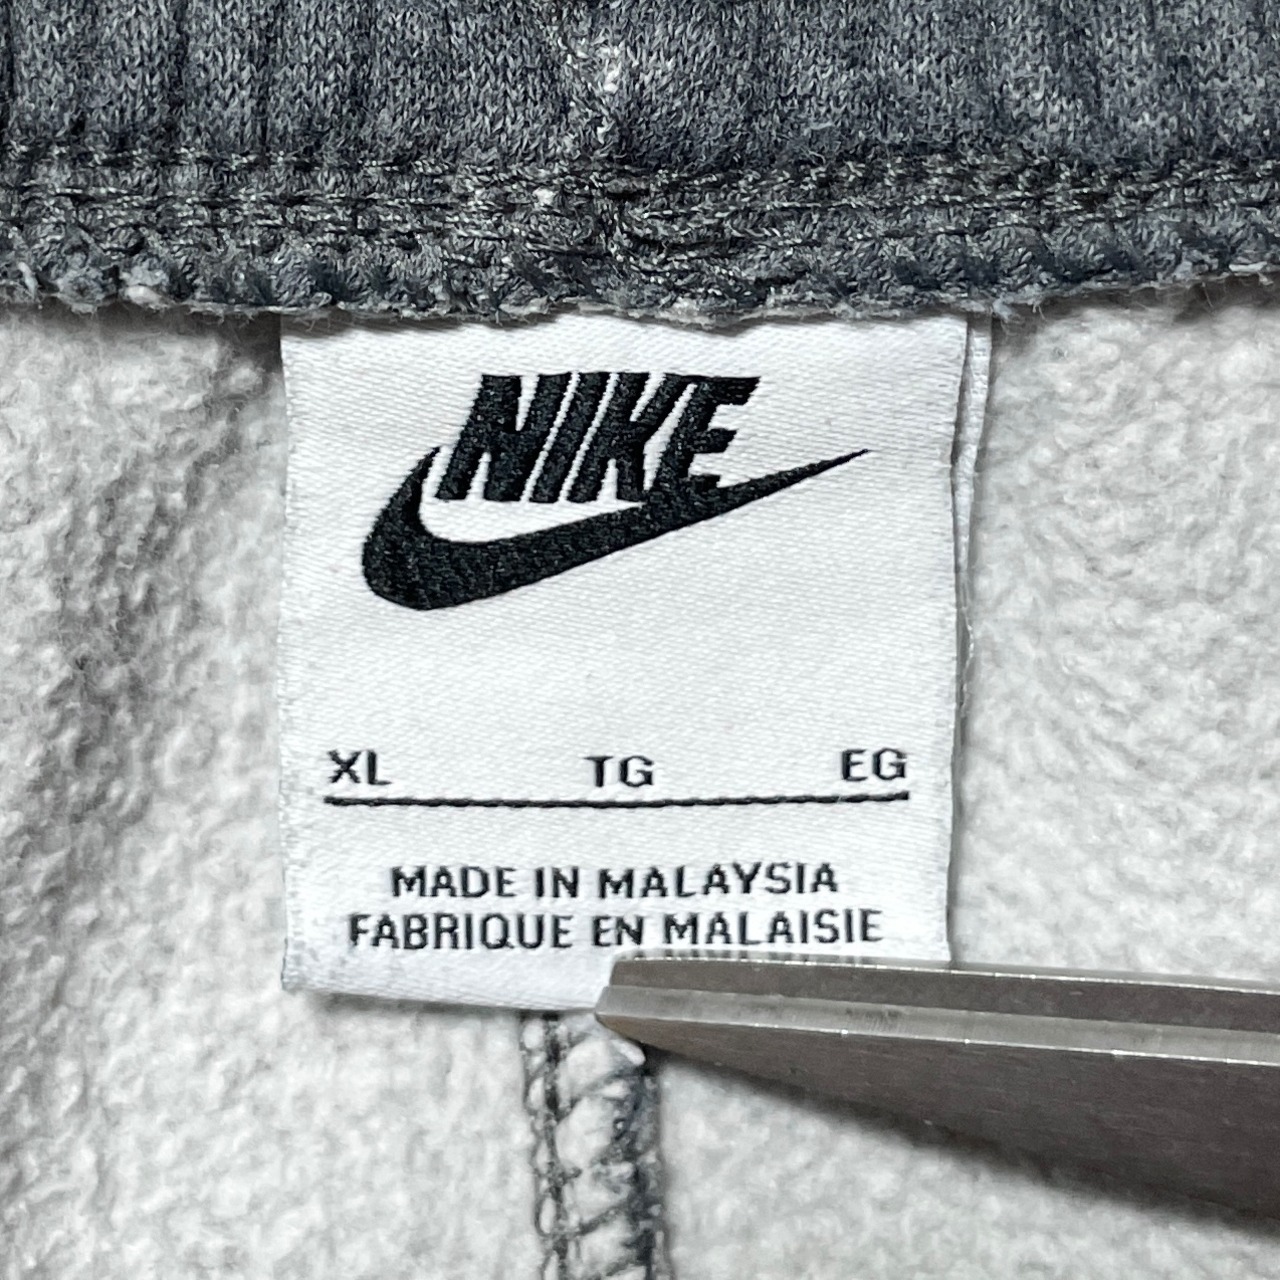 NIKE
XL TG EG
MADE IN MALAYSIA
FABRIQUE EN MALAISIE